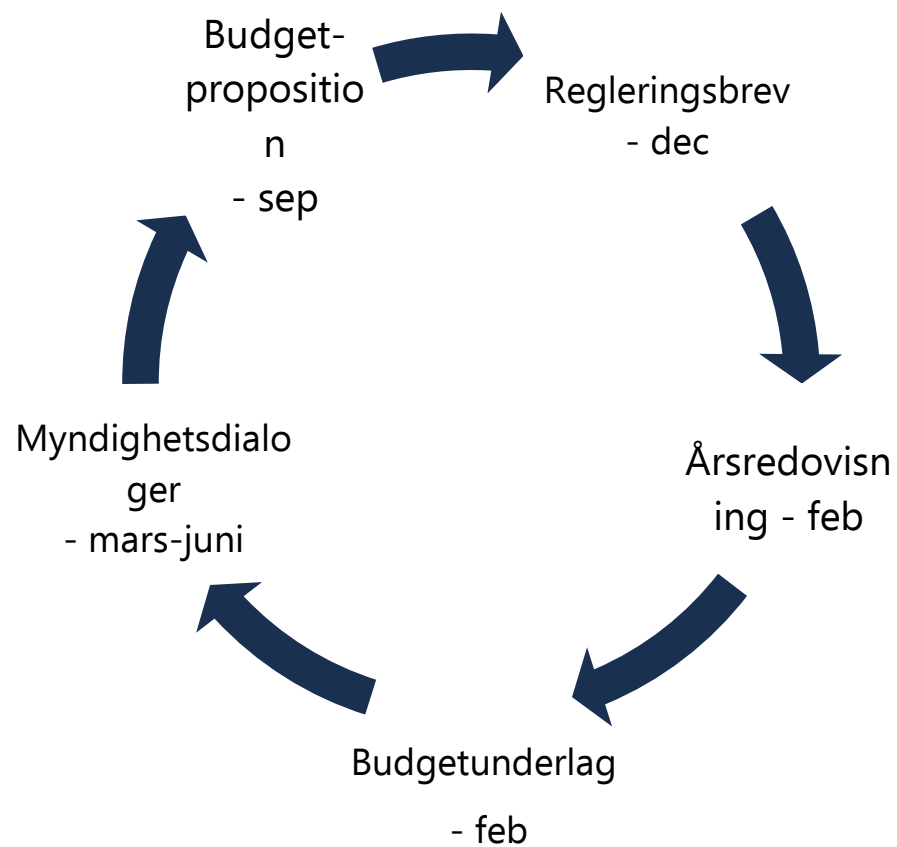 Budget-
propositio
n
- sep
Regleringsbrev
- dec
Årsredovisn
ing - feb
Budgetunderlag
- feb
Myndighetsdialo
ger
- mars-juni